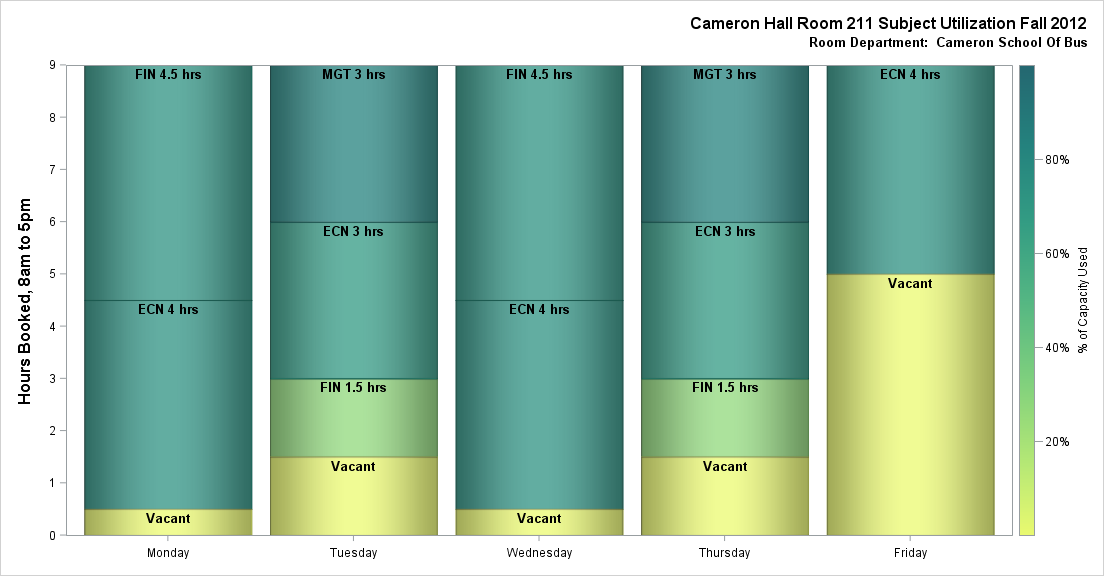 Cameron Hall Room 211 Subject Utilization Fall 2012
Room Department: Cameron School Of Bus
Hours Booked, 8am to 5pm
9
8
7
6
5
4
3
2
1
0
FIN 4.5 hrs
ECN 4 hrs
Vacant
MGT 3 hrs
ECN 3 hrs
FIN 1.5 hrs
Vacant
FIN 4.5 hrs
ECN 4 hrs
Vacant
MGT 3 hrs
ECN 3 hrs
FIN 1.5 hrs
Vacant
ECN 4 hrs
Vacant
Monday
Tuesday
Wednesday
Thursday
Friday
80%
60%
40%
20%
% of Capacity Used